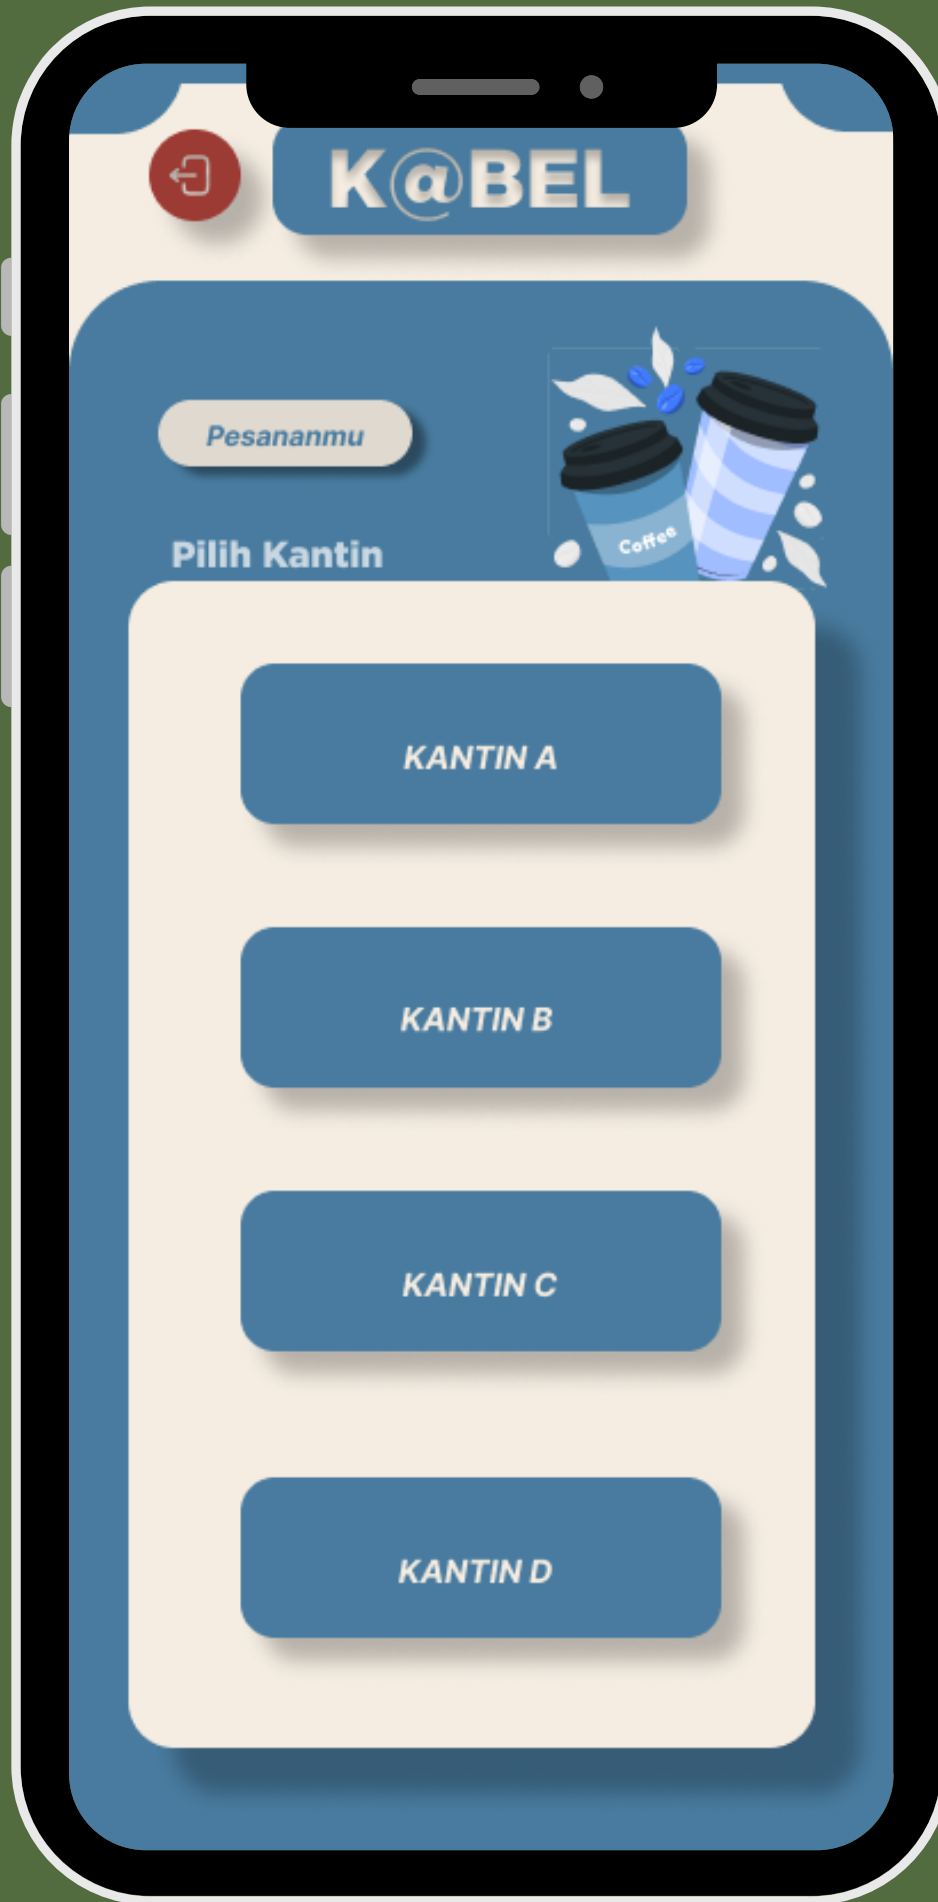 K@BEL
Pesananmu
Coffee
Pilih Kantin
KANTIN A
KANTIN B
KANTIN C
KANTIN D